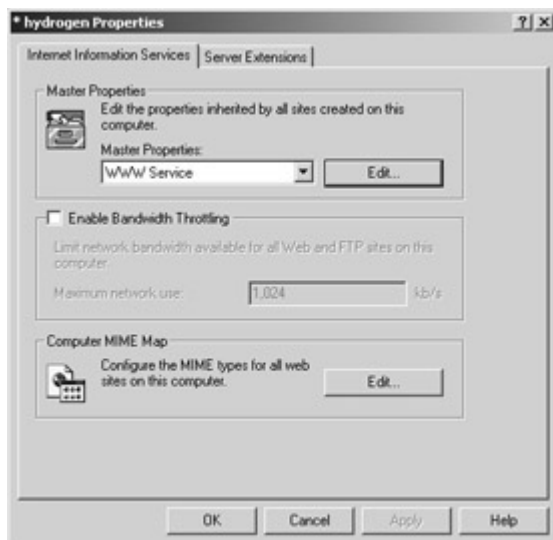 * hydrogen Properties
Internet Information Services
Server Extensions
Master Properties
Edit the properties inherited by all sites created on this
computer.
Master Properties:
WWW Service
Edit...
Enable Bandwidth Throttling
Limit network bandwidth available for all Web and FTP sites on this
computer.
Maximum network use:
1,024
kb/s
Computer MIME Map
Configure the MIME types for all web
sites on this computer.
Edit...
OK
Cancel
Apply
Help